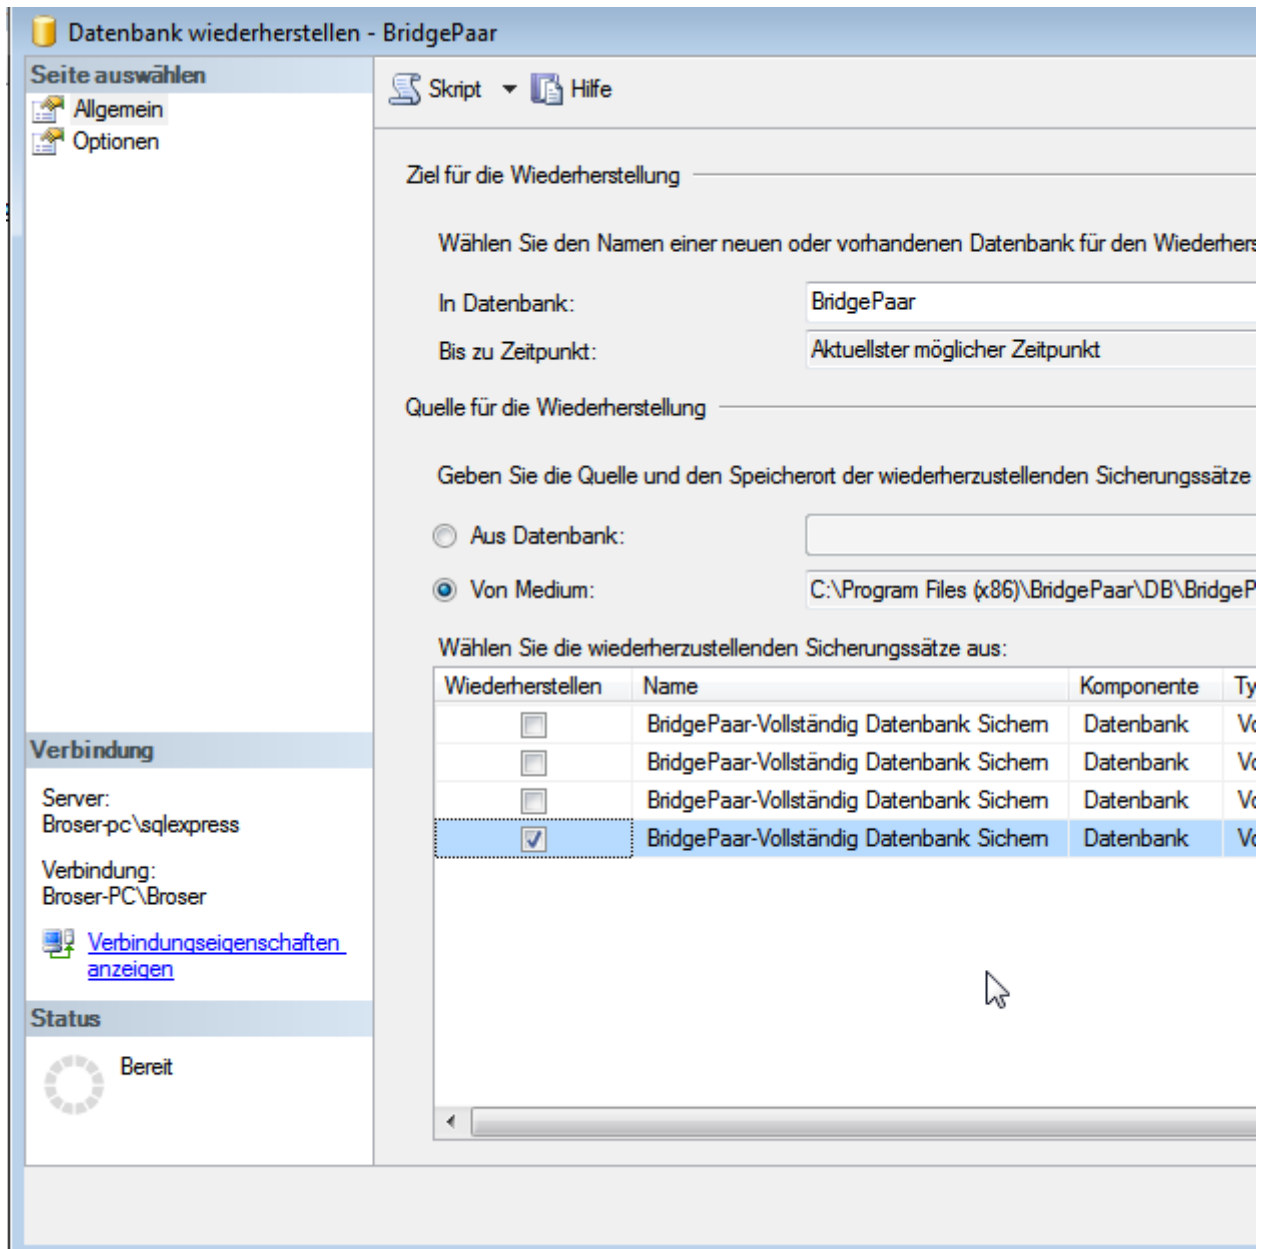 Datenbank wiederherstellen - BridgePaar
Seite auswählen
Allgemein
Optionen
Skript
Hilfe
Ziel für die Wiederherstellung
Wählen Sie den Namen einer neuen oder vorhandenen Datenbank für den Wiederhers
In Datenbank:
BridgePaar
Bis zu Zeitpunkt:
Aktuellster möglicher Zeitpunkt
Quelle für die Wiederherstellung
Geben Sie die Quelle und den Speicherort der wiederherzustellenden Sicherungssätze
Aus Datenbank:
Von Medium:
C:\Program Files (x86)\BridgePaar\DB\BridgeP
Wählen Sie die wiederherzustellenden Sicherungssätze aus:
Wiederherstellen Name Komponente Ty
BridgePaar-Vollständig Datenbank Sichern Datenbank Vo
BridgePaar-Vollständig Datenbank Sichern Datenbank Vo
BridgePaar-Vollständig Datenbank Sichern Datenbank Vo
BridgePaar-Vollständig Datenbank Sichern Datenbank Vo
Verbindung
Server:
Broser-pc\sqlexpress
Verbindung:
Broser-PC\Broser
Verbindungseigenschaften
anzeigen
Status
Bereit